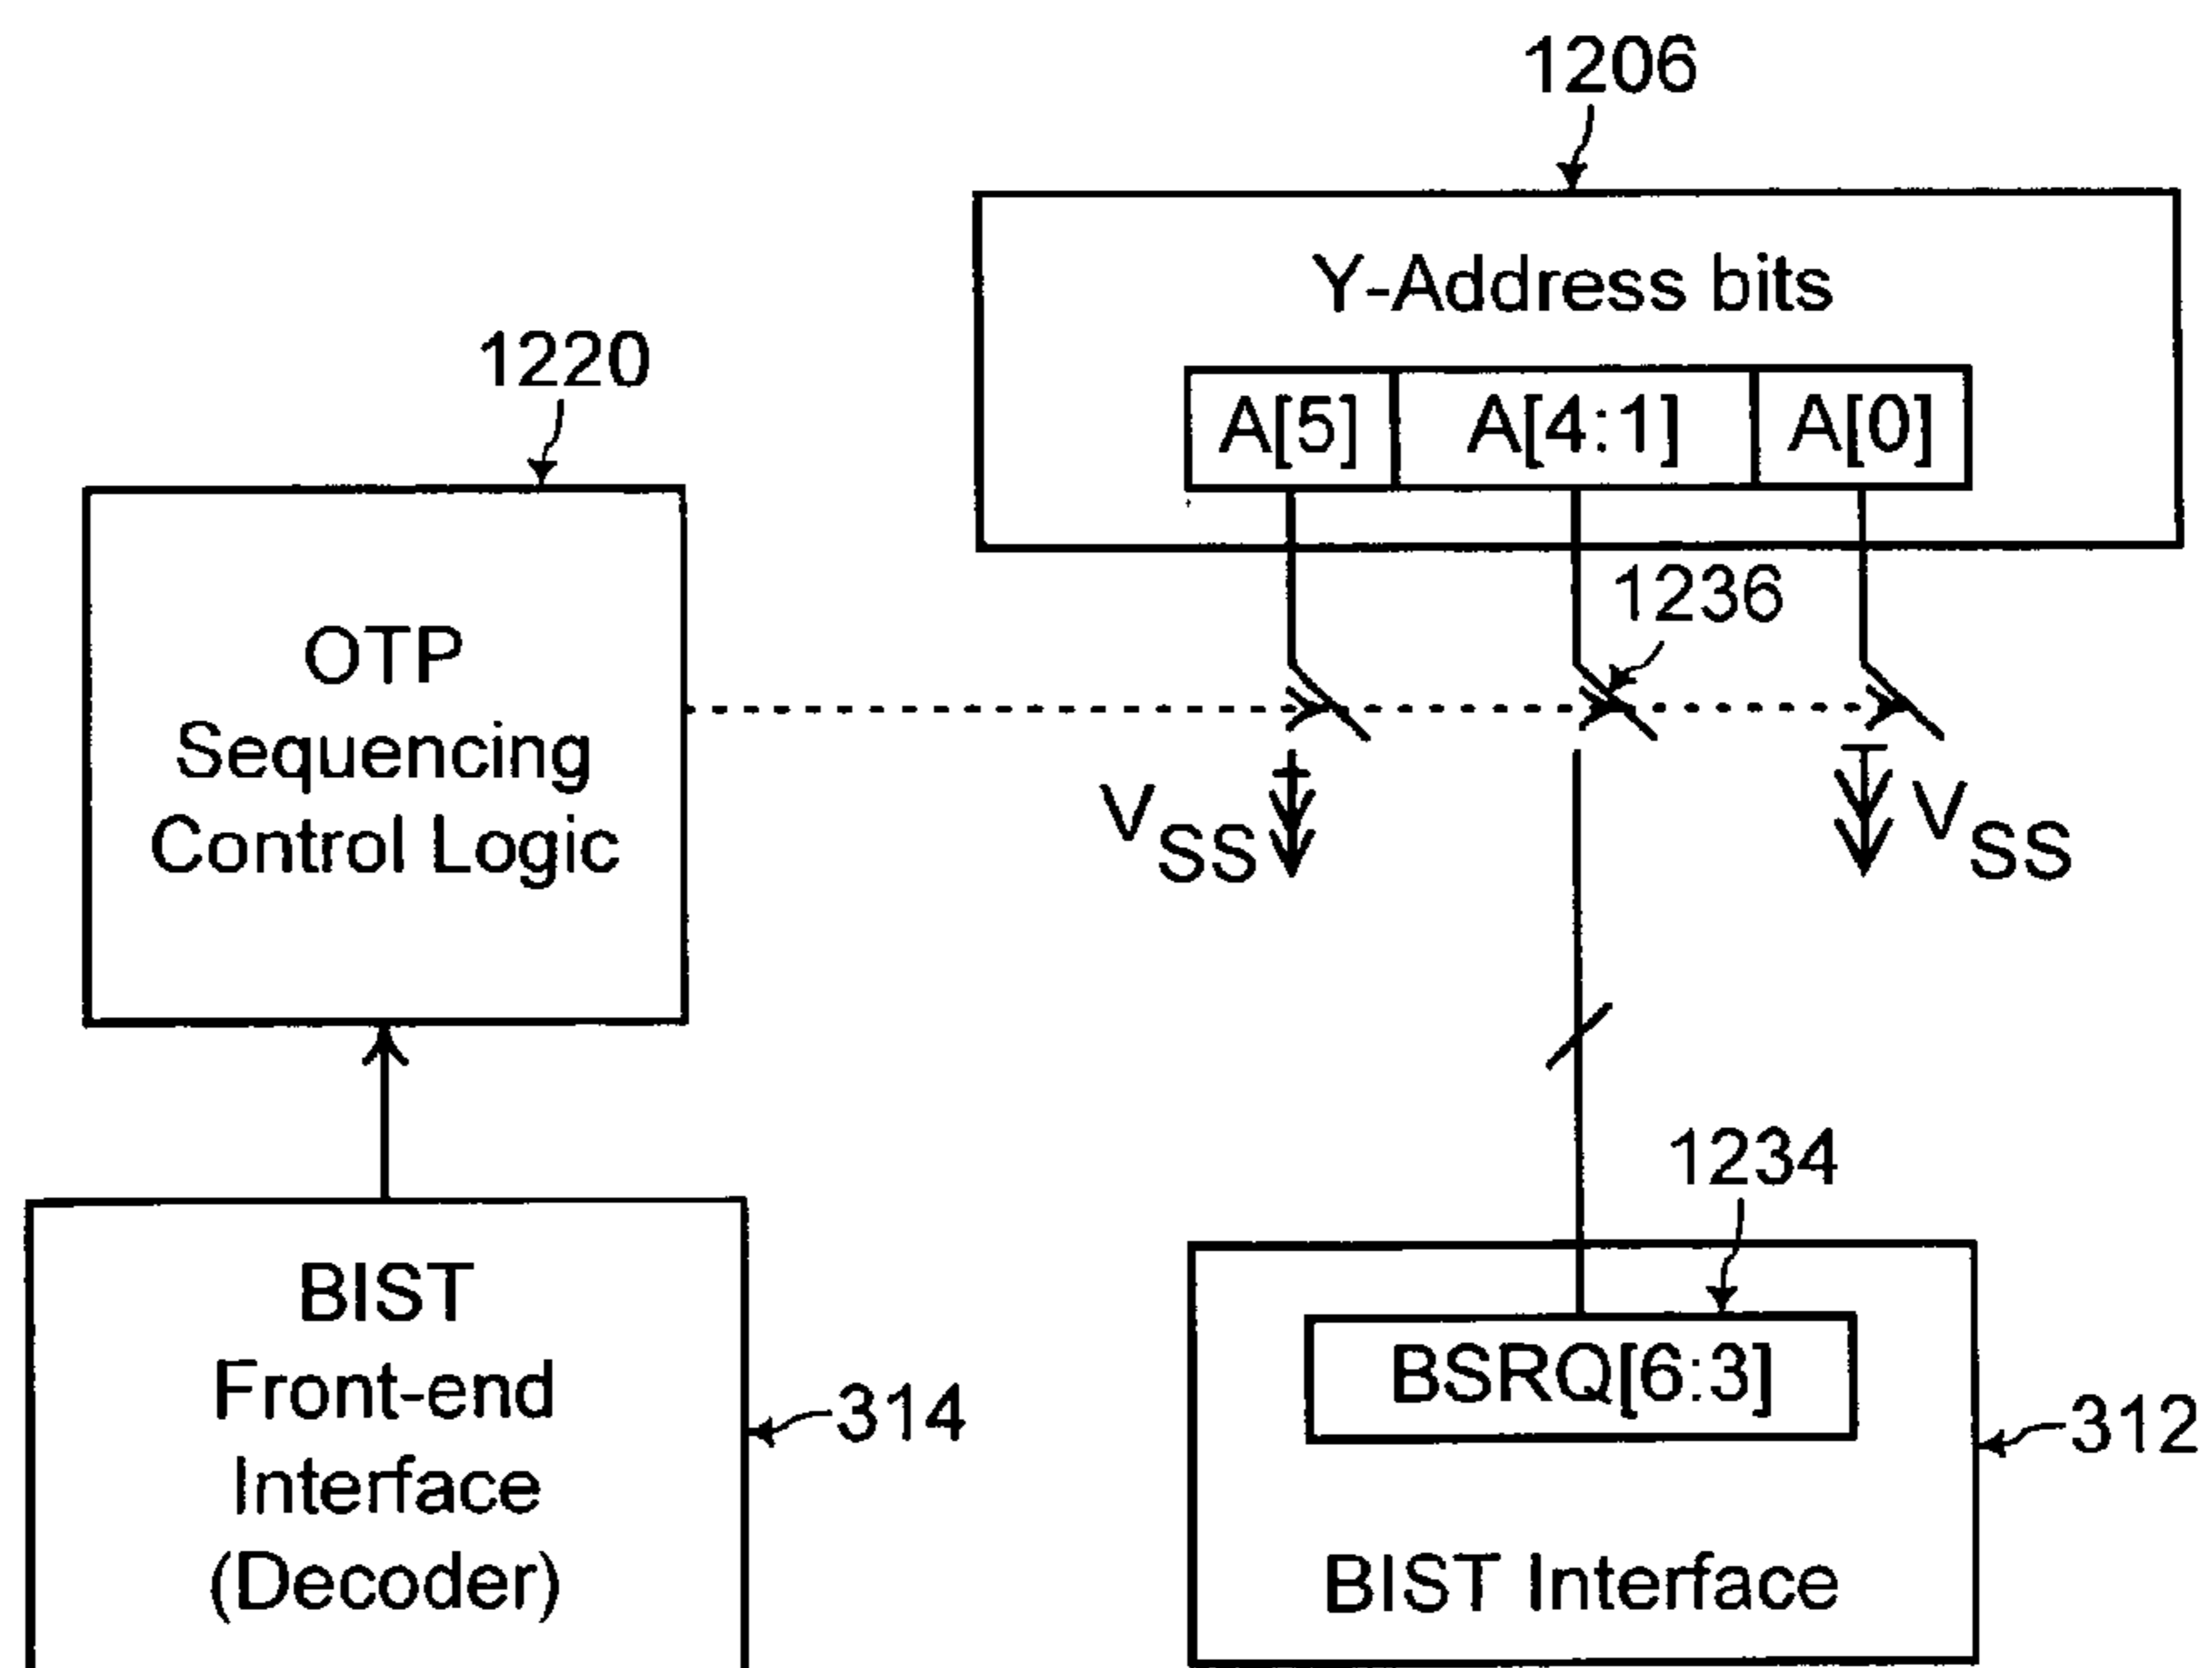 1206
Y-Address bits
A[5] A[4:1] A[0]
1220
OTP
Sequencing
Control Logic
1236
VSS
VSS
1234
BSRQ[6:3]
BIST Interface
312
BIST
Front-end
Interface
(Decoder)
314